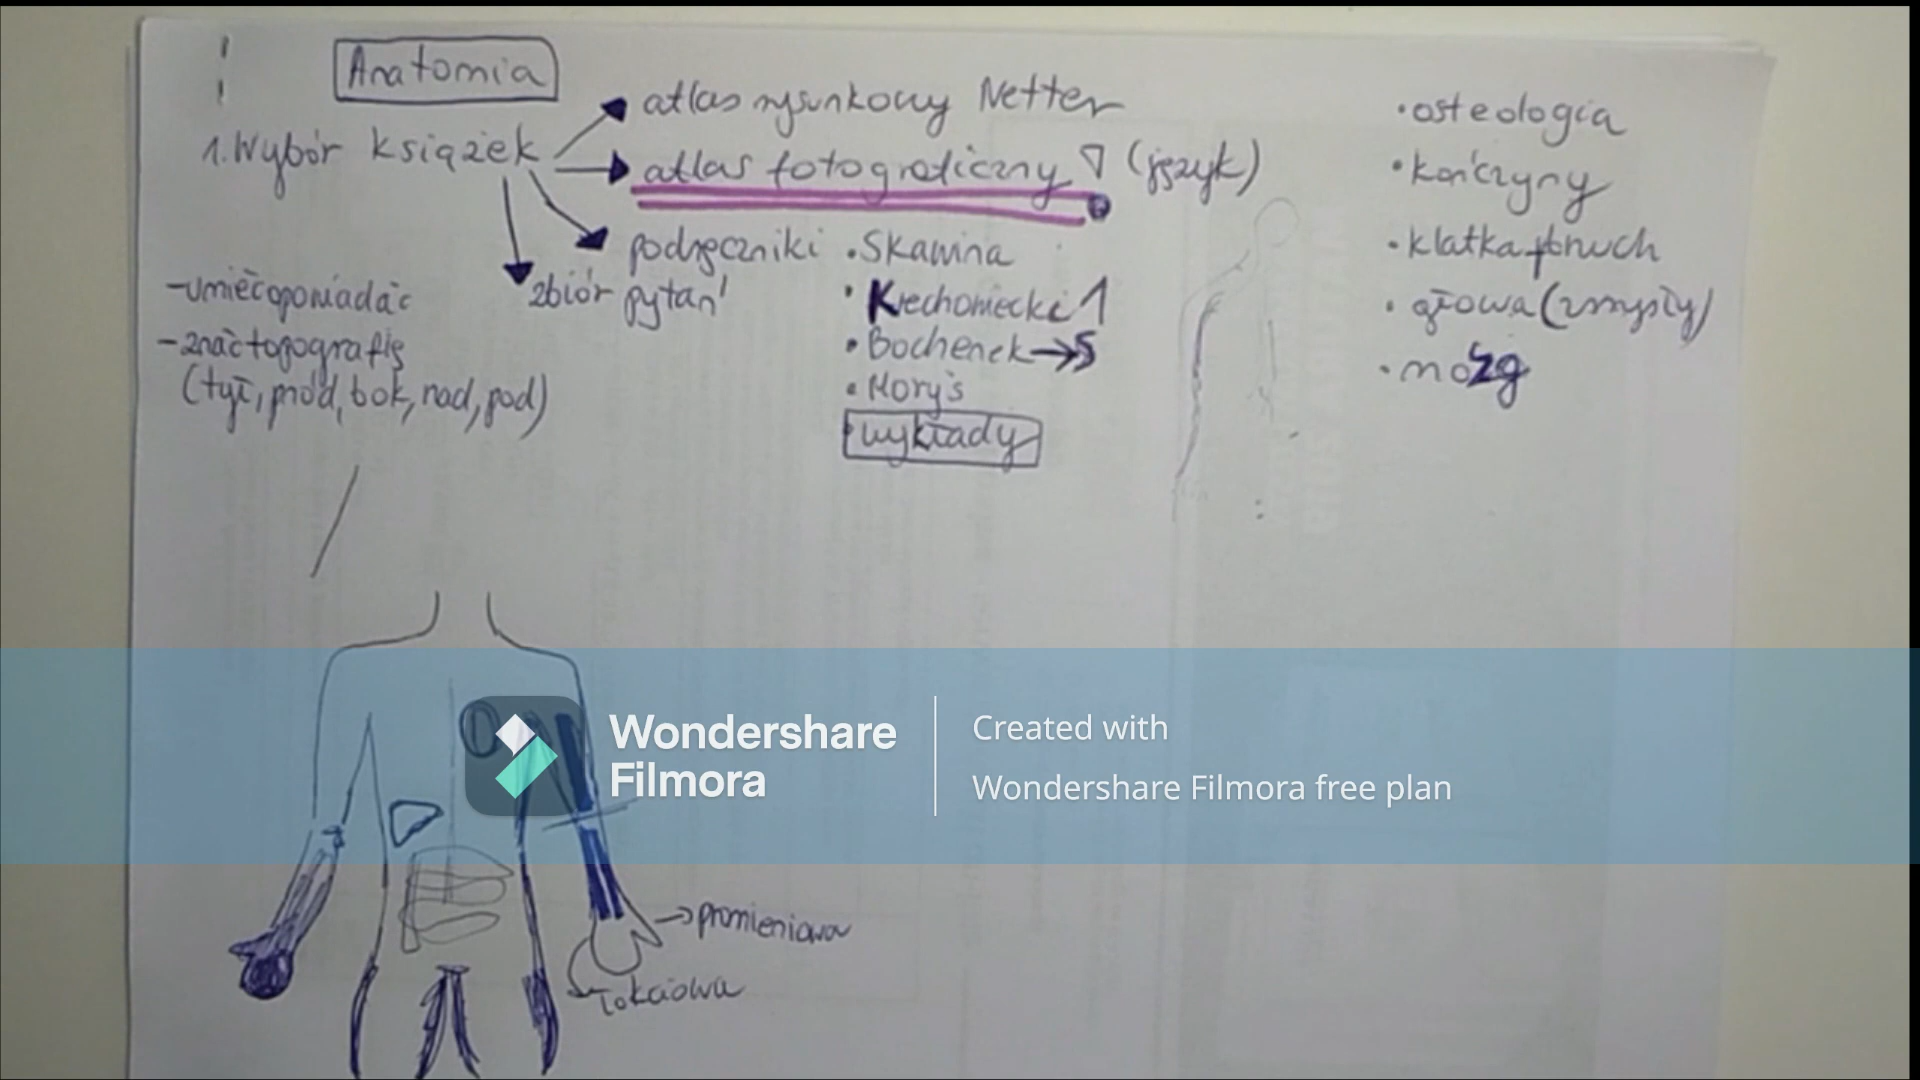 Anatomia
1. Wybór książek
atlas rysunkowy Netter
atlas fotograficzny (język)
podręczniki
• Skawina
• Krechowiecki 1
• Bochenek → 5
• Moryś
• wykłady
zbiór pytań
- umieć opowiadać
- znać topografię
(tył, przód, bok, nad, pod)
• osteologia
• kończyny
• klatka + brzuch
• głowa (zmysły)
• mózg
→ promieniowa
łokciowa
Wondershare
Filmora
Created with
Wondershare Filmora free plan